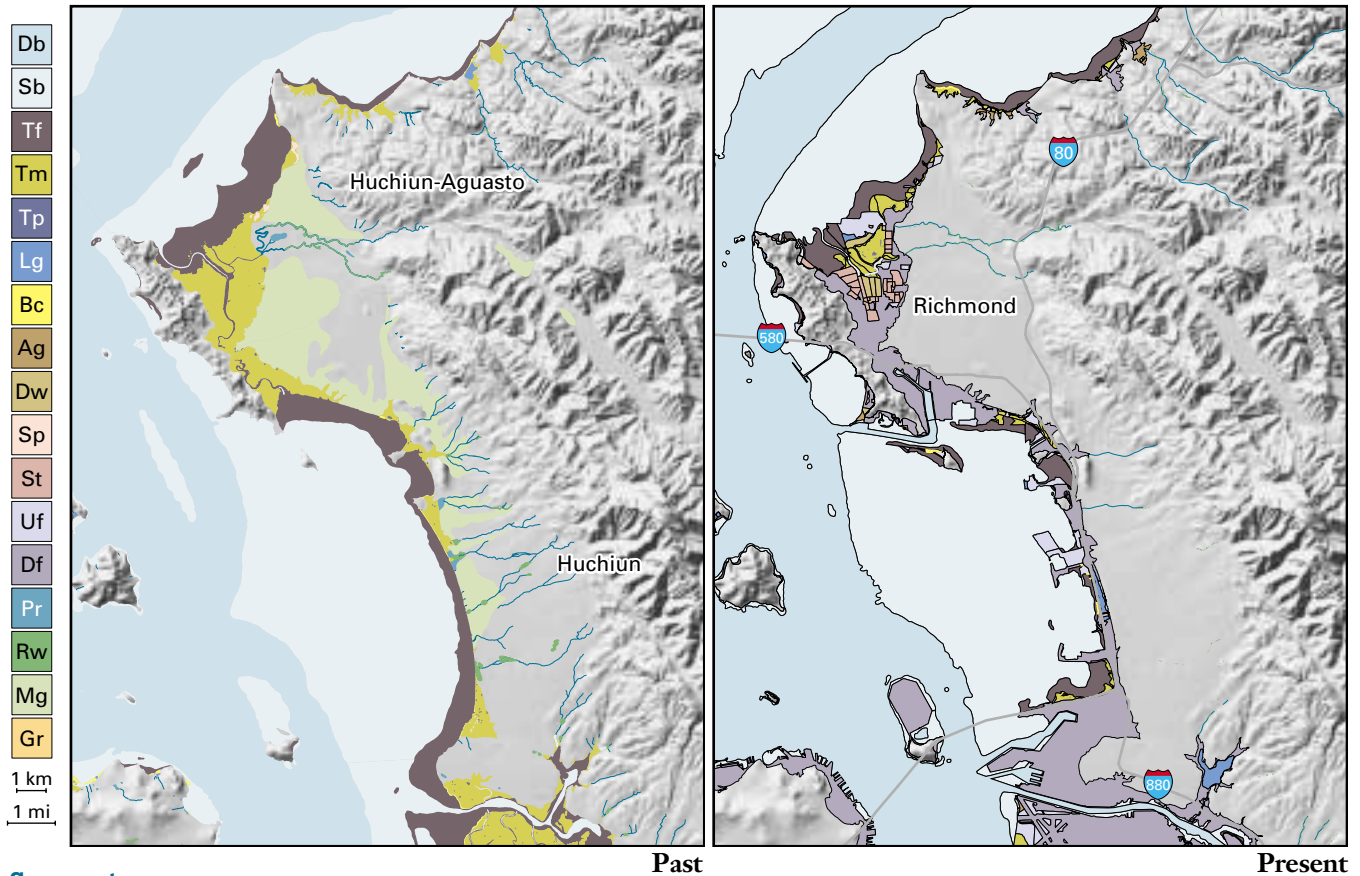 Db
Sb
Tf
Tm
Tp
Lg
Bc
Ag
Dw
Sp
St
Uf
Df
Pr
Rw
Mg
Gr
1 km
1 mi
Huchiun-Aguasto
Huchiun
Past
80
580
Richmond
880
Present